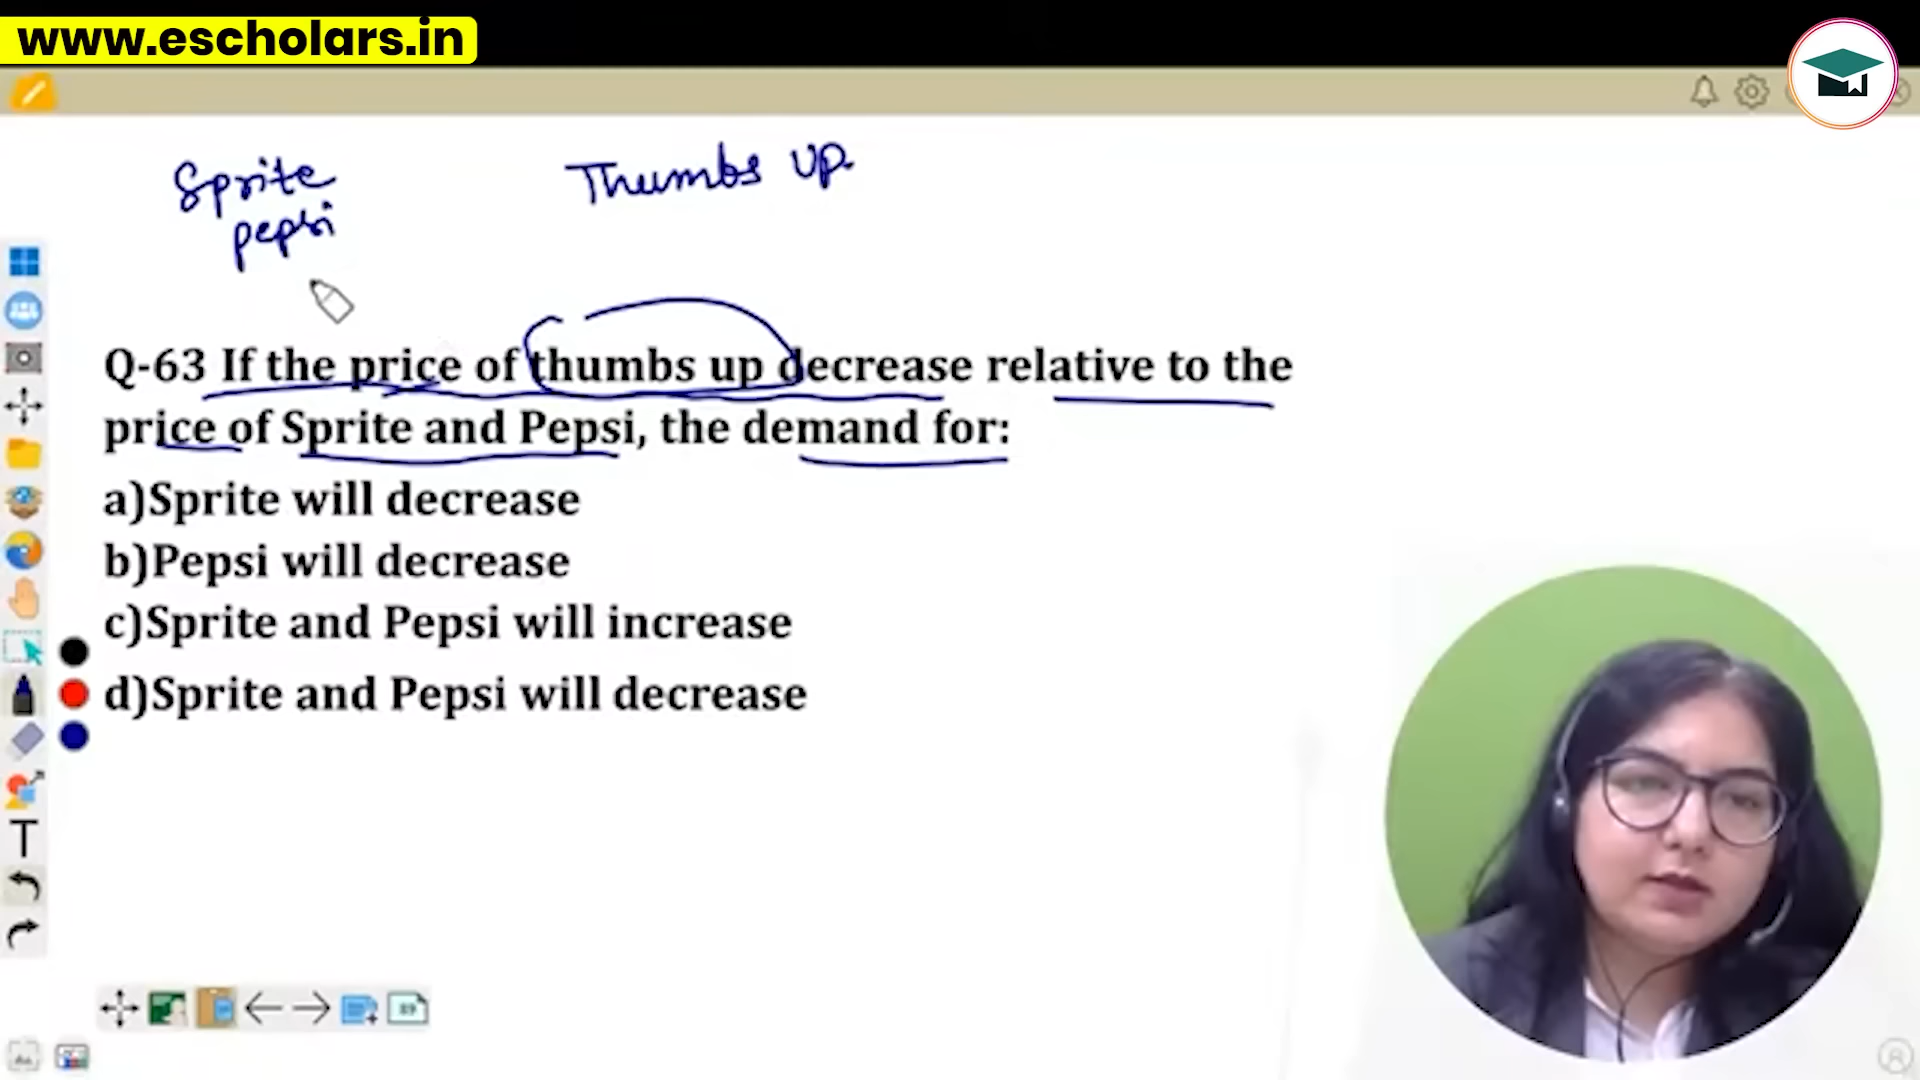 www.escholars.in
Sprite Thumbs up.
pepsi
Q-63 If the price of thumbs up decrease relative to the
price of Sprite and Pepsi, the demand for:
a)Sprite will decrease
b)Pepsi will decrease
c)Sprite and Pepsi will increase
d)Sprite and Pepsi will decrease
T